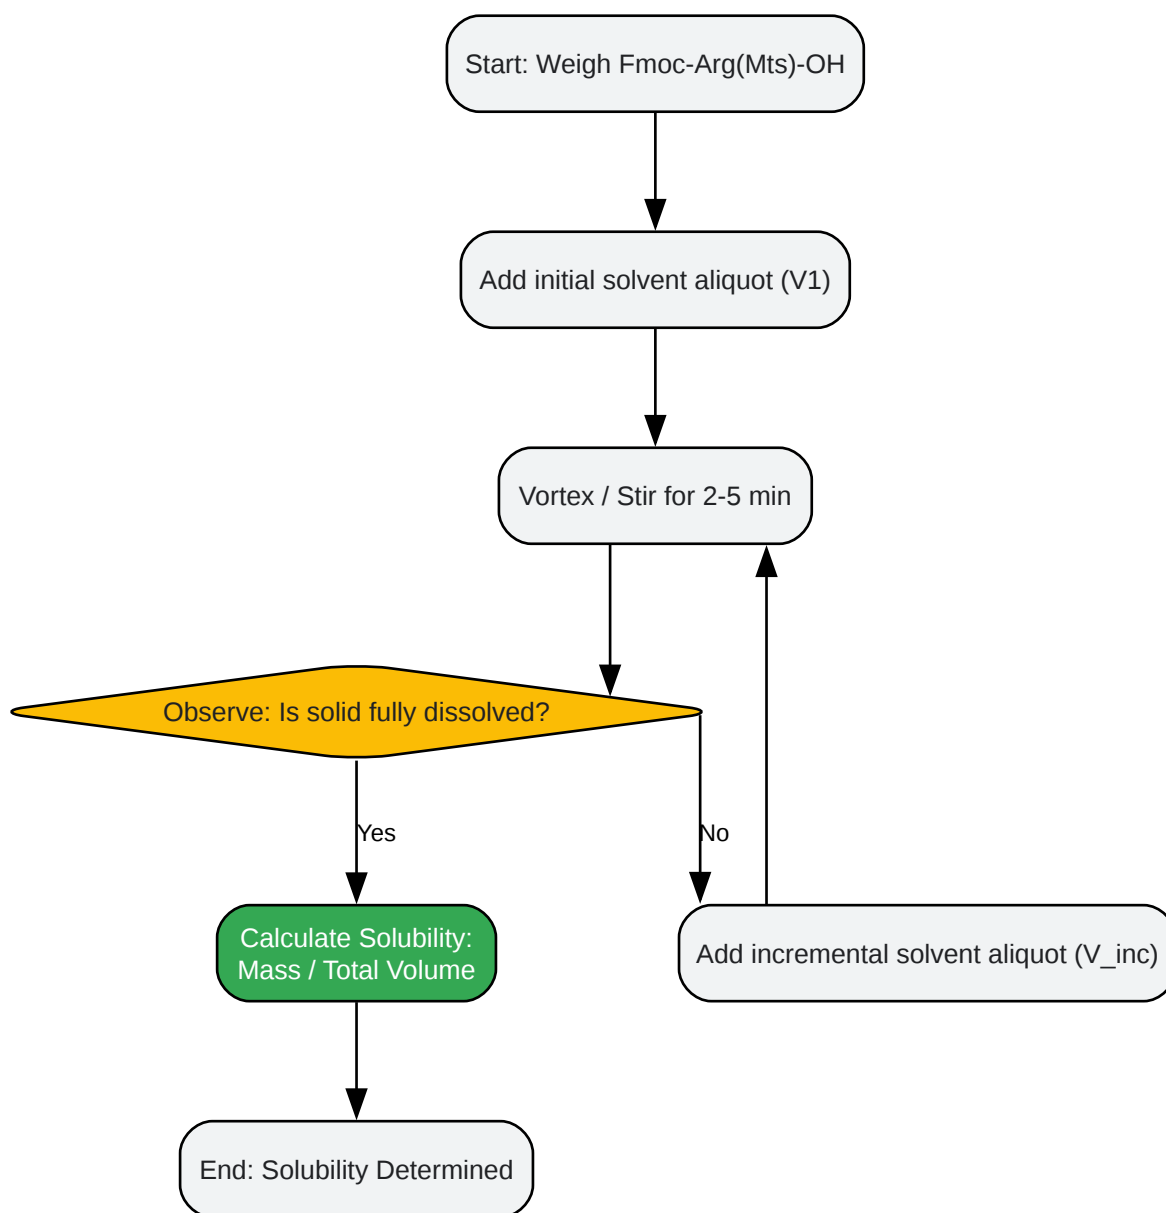 Start: Weigh Fmoc-Arg(Mts)-OH
Add initial solvent aliquot (V1)
Vortex / Stir for 2-5 min
Observe: Is solid fully dissolved?
Yes
No
Calculate Solubility:
Mass / Total Volume
Add incremental solvent aliquot (V_inc)
End: Solubility Determined